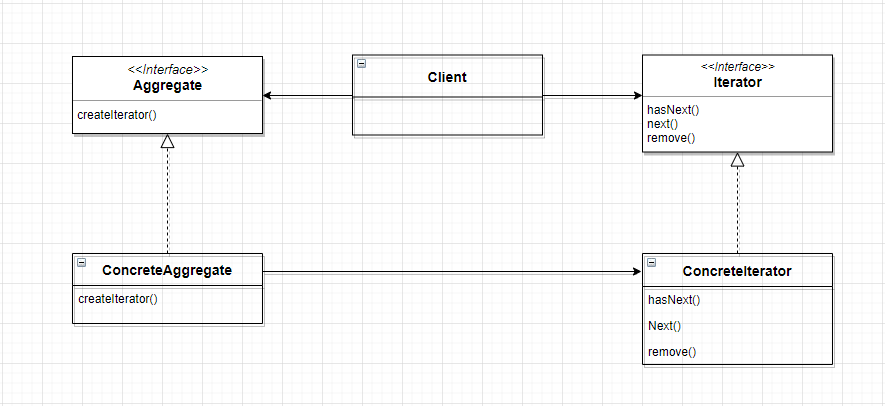 <<Interface>>
Aggregate
createIterator()
Client
<<Interface>>
Iterator
hasNext()
next()
remove()
ConcreteAggregate
createIterator()
ConcreteIterator
hasNext()
Next()
remove()